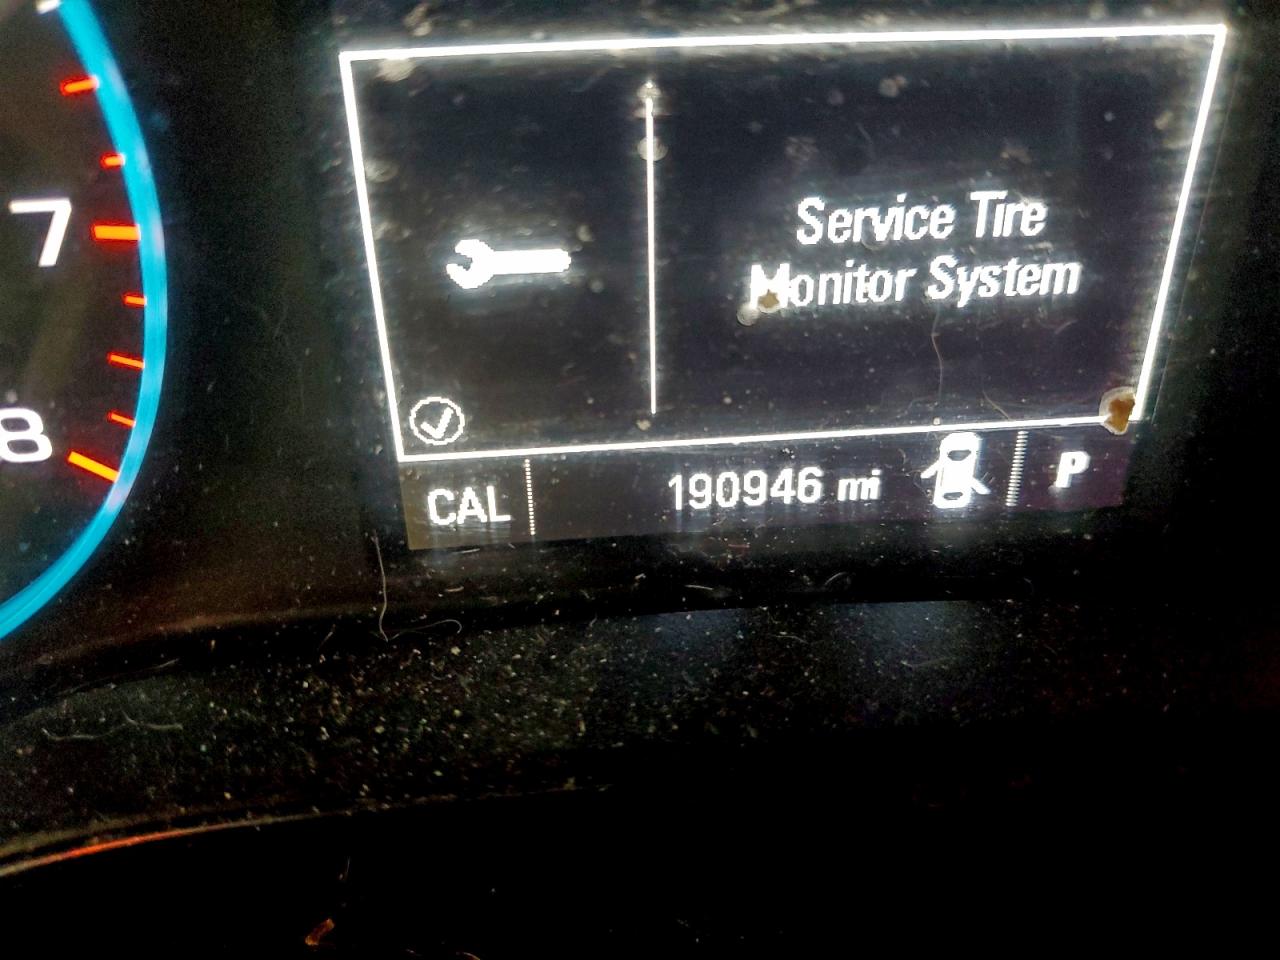 7
8
Service Tire
Monitor System
CAL
190946 mi
P